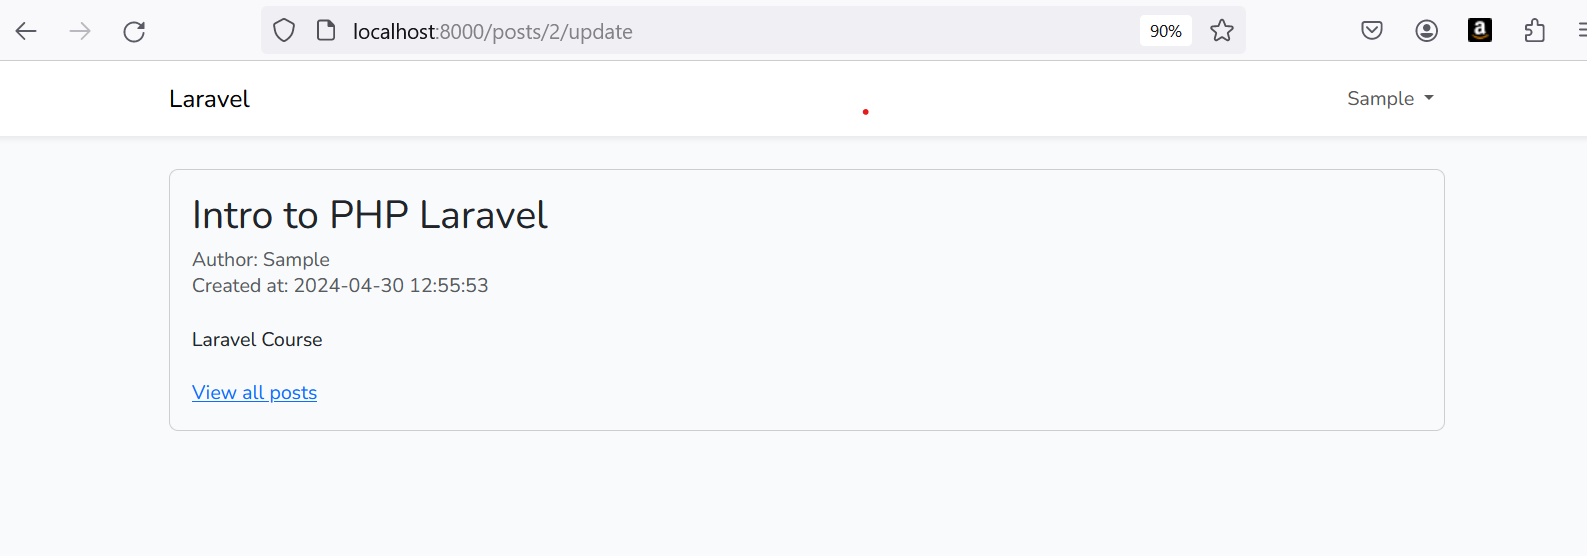 localhost:8000/posts/2/update
90%
Laravel
Sample
Intro to PHP Laravel
Author: Sample
Created at: 2024-04-30 12:55:53
Laravel Course
View all posts